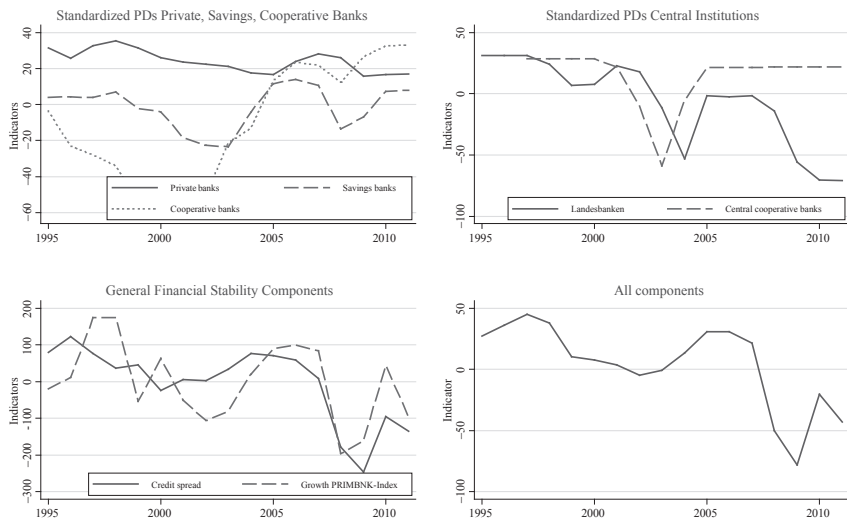 Standardized PDs Private, Savings, Cooperative Banks
Indicators
40
20
0
−20
−40
−60
Private banks
Savings banks
Cooperative banks
1995
2000
2005
2010
Standardized PDs Central Institutions
Indicators
50
0
−50
−100
Landesbanken
Central cooperative banks
1995
2000
2005
2010
General Financial Stability Components
Indicators
200
100
0
−100
−200
−300
Credit spread
Growth PRIMBNK-Index
1995
2000
2005
2010
All components
Indicator
50
0
−50
−100
1995
2000
2005
2010